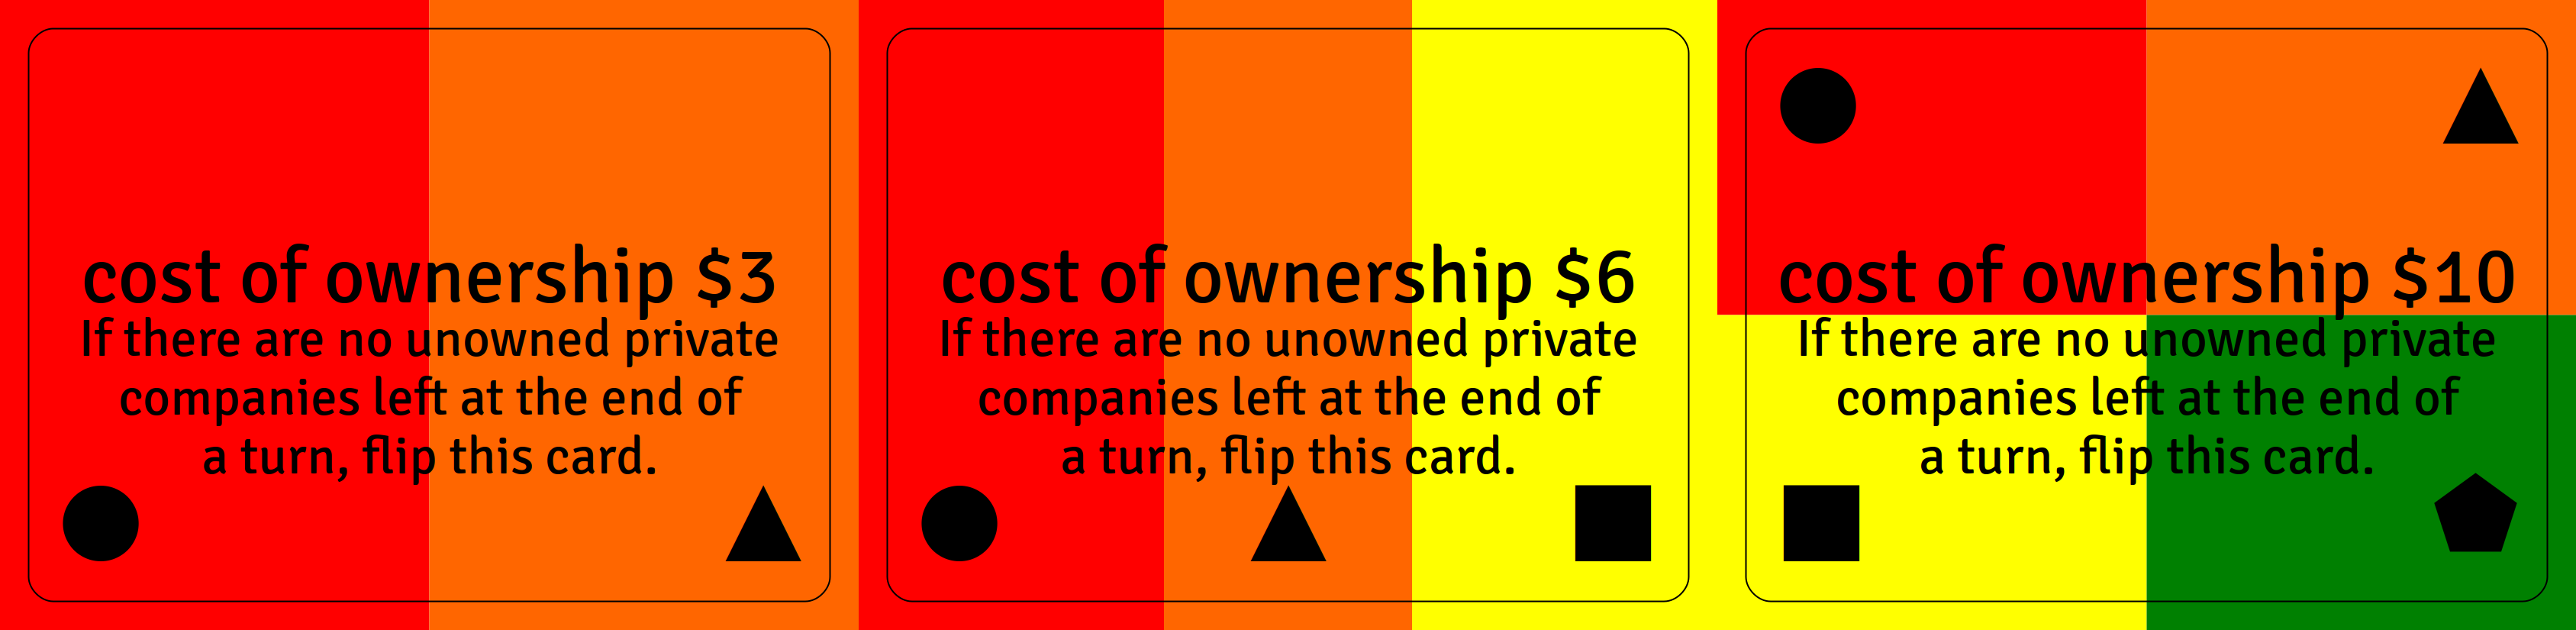 cost of ownership $3
If there are no unowned private
companies left at the end of
a turn, flip this card.
cost of ownership $6
If there are no unowned private
companies left at the end of
a turn, flip this card.
cost of ownership $10
If there are no unowned private
companies left at the end of
a turn, flip this card.